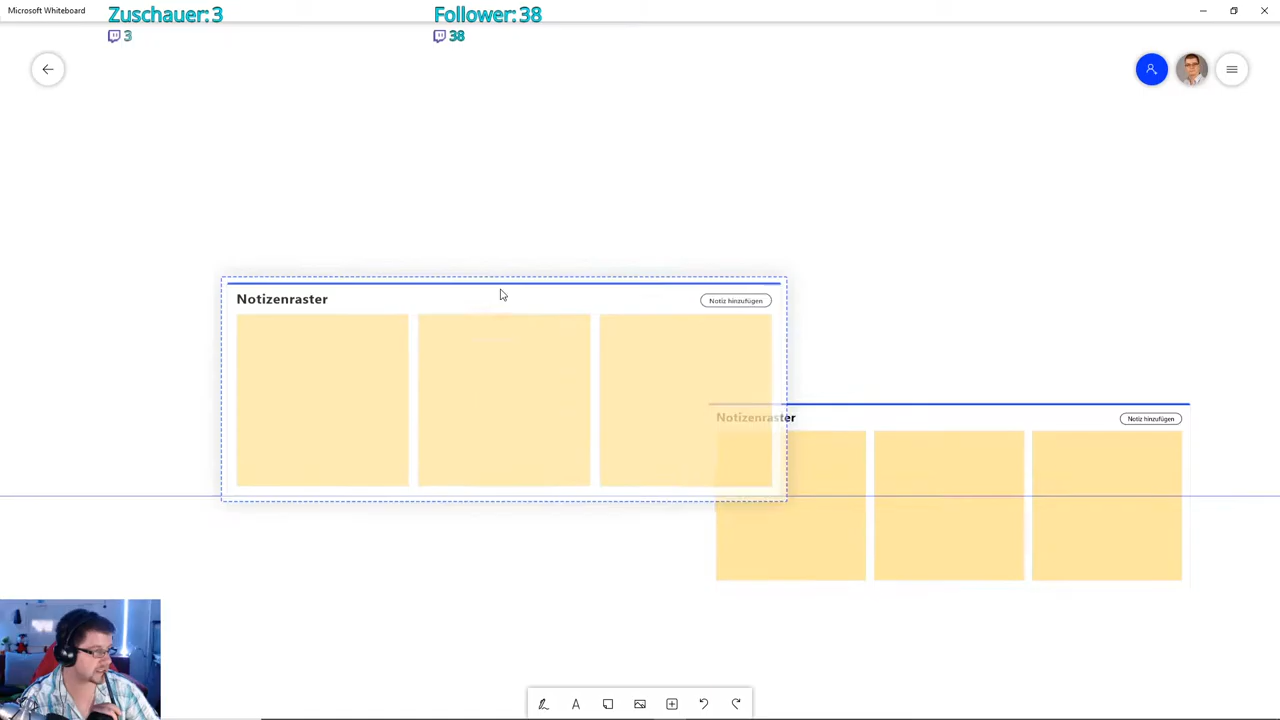 Microsoft Whiteboard
Zuschauer: 3
Follower: 38
3
38
Notizenraster
Notiz hinzufügen
Notizenraster
Notiz hinzufügen
A